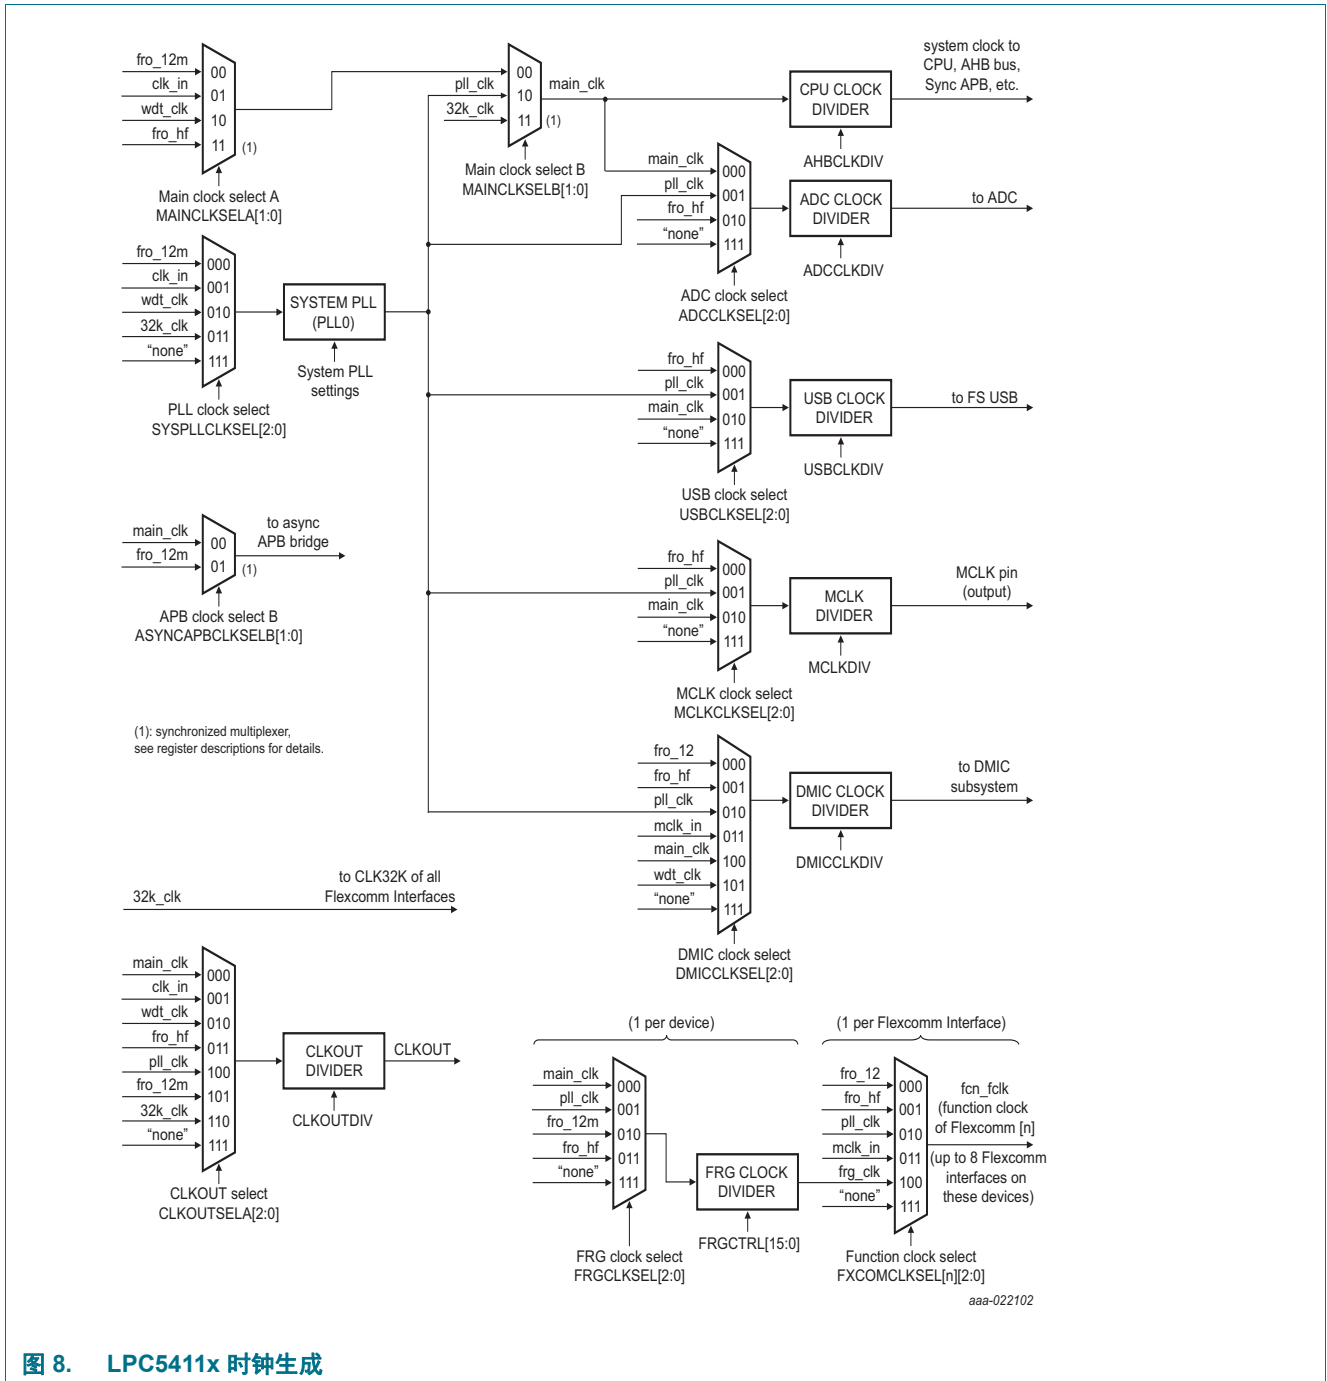 fro_12m
clk_in
wdt_clk
fro_hf
00
01
10
11
(1)
Main clock select A
MAINCLKSELA[1:0]
pll_clk
32k_clk
00
10
11
(1)
main_clk
Main clock select B
MAINCLKSELB[1:0]
CPU CLOCK
DIVIDER
AHBCLKDIV
system clock to
CPU, AHB bus,
Sync APB, etc.
main_clk
pll_clk
fro_hf
“none”
000
001
010
111
ADC clock select
ADCCLKSEL[2:0]
ADC CLOCK
DIVIDER
ADCCLKDIV
to ADC
fro_12m
clk_in
wdt_clk
32k_clk
“none”
000
001
010
011
111
PLL clock select
SYSPLLCLKSEL[2:0]
SYSTEM PLL
(PLL0)
System PLL
settings
fro_hf
pll_clk
main_clk
“none”
000
001
010
111
USB clock select
USBCLKSEL[2:0]
USB CLOCK
DIVIDER
USBCLKDIV
to FS USB
main_clk
fro_12m
00
01
(1)
to async
APB bridge
APB clock select B
ASYNCAPBCLKSELB[1:0]
fro_hf
pll_clk
main_clk
“none”
000
001
010
111
MCLK clock select
MCLKCLKSEL[2:0]
MCLK
DIVIDER
MCLKDIV
MCLK pin
(output)
(1): synchronized multiplexer,
see register descriptions for details.
fro_12
fro_hf
pll_clk
mclk_in
main_clk
wdt_clk
“none”
000
001
010
011
100
101
111
DMIC clock select
DMICCLKSEL[2:0]
DMIC CLOCK
DIVIDER
DMICCLKDIV
to DMIC
subsystem
32k_clk
to CLK32K of all
Flexcomm Interfaces
main_clk
clk_in
wdt_clk
fro_hf
pll_clk
fro_12m
32k_clk
“none”
000
001
010
011
100
101
110
111
CLKOUT select
CLKOUTSELA[2:0]
CLKOUT
DIVIDER
CLKOUTDIV
CLKOUT
(1 per device)
main_clk
pll_clk
fro_12m
fro_hf
“none”
000
001
010
011
111
FRG clock select
FRGCLKSEL[2:0]
FRG CLOCK
DIVIDER
FRGCTRL[15:0]
(1 per Flexcomm Interface)
fro_12
fro_hf
pll_clk
mclk_in
frg_clk
“none”
000
001
010
011
100
111
Function clock select
FXCOMCLKSEL[n][2:0]
fcn_fclk
(function clock
of Flexcomm [n]
(up to 8 Flexcomm
interfaces on
these devices)
aaa-022102
图 8. LPC5411x 时钟生成